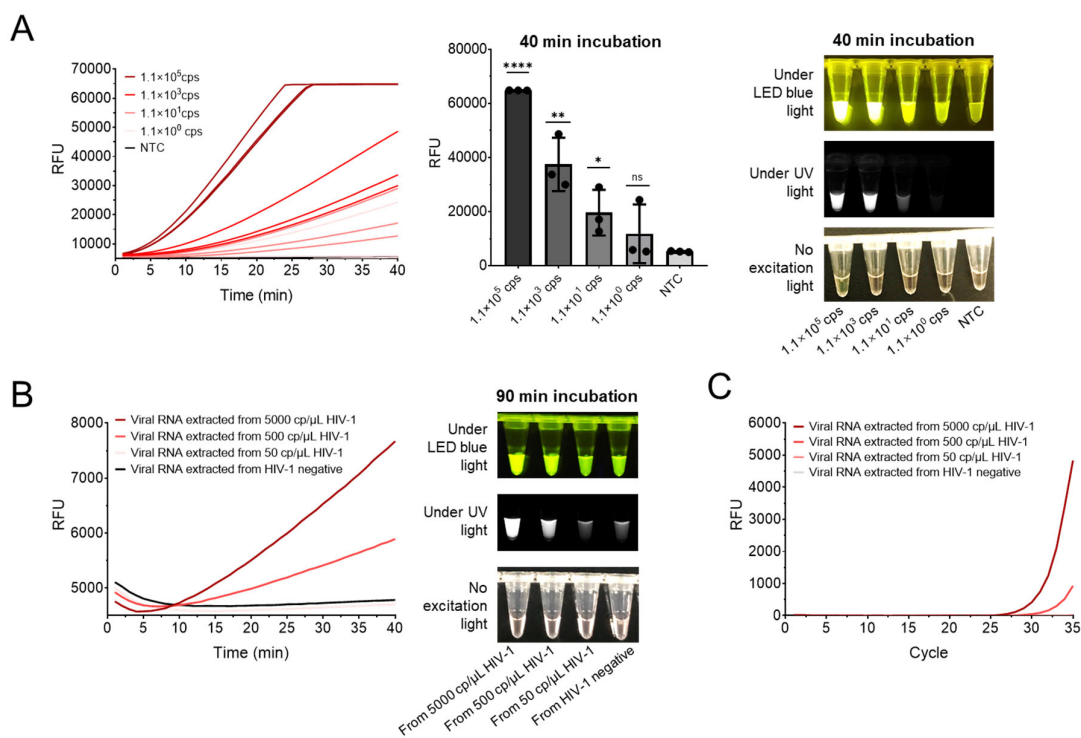 A
70000
60000
50000
40000
30000
20000
10000
RFU
1.1×10⁵cps
1.1×10³cps
1.1×10¹cps
1.1×10⁰ cps
NTC
0 5 10 15 20 25 30 35 40
Time (min)
40 min incubation
80000
60000
40000
20000
0
RFU
****
**
*
ns
1.1×10⁵ cps
1.1×10³ cps
1.1×10¹ cps
1.1×10⁰ cps
NTC
40 min incubation
Under
LED blue
light
Under UV
light
No
excitation
light
1.1×10⁵ cps
1.1×10³ cps
1.1×10¹ cps
1.1×10⁰ cps
NTC
B
8000
7000
6000
5000
RFU
Viral RNA extracted from 5000 cp/μL HIV-1
Viral RNA extracted from 500 cp/μL HIV-1
Viral RNA extracted from 50 cp/μL HIV-1
Viral RNA extracted from HIV-1 negative
0 5 10 15 20 25 30 35 40
Time (min)
90 min incubation
Under
LED blue
light
Under UV
light
No
excitation
light
From 5000 cp/μL HIV-1
From 500 cp/μL HIV-1
From 50 cp/μL HIV-1
From HIV-1 negative
C
6000
5000
4000
3000
2000
1000
0
RFU
Viral RNA extracted from 5000 cp/μL HIV-1
Viral RNA extracted from 500 cp/μL HIV-1
Viral RNA extracted from 50 cp/μL HIV-1
Viral RNA extracted from HIV-1 negative
0 5 10 15 20 25 30 35
Cycle